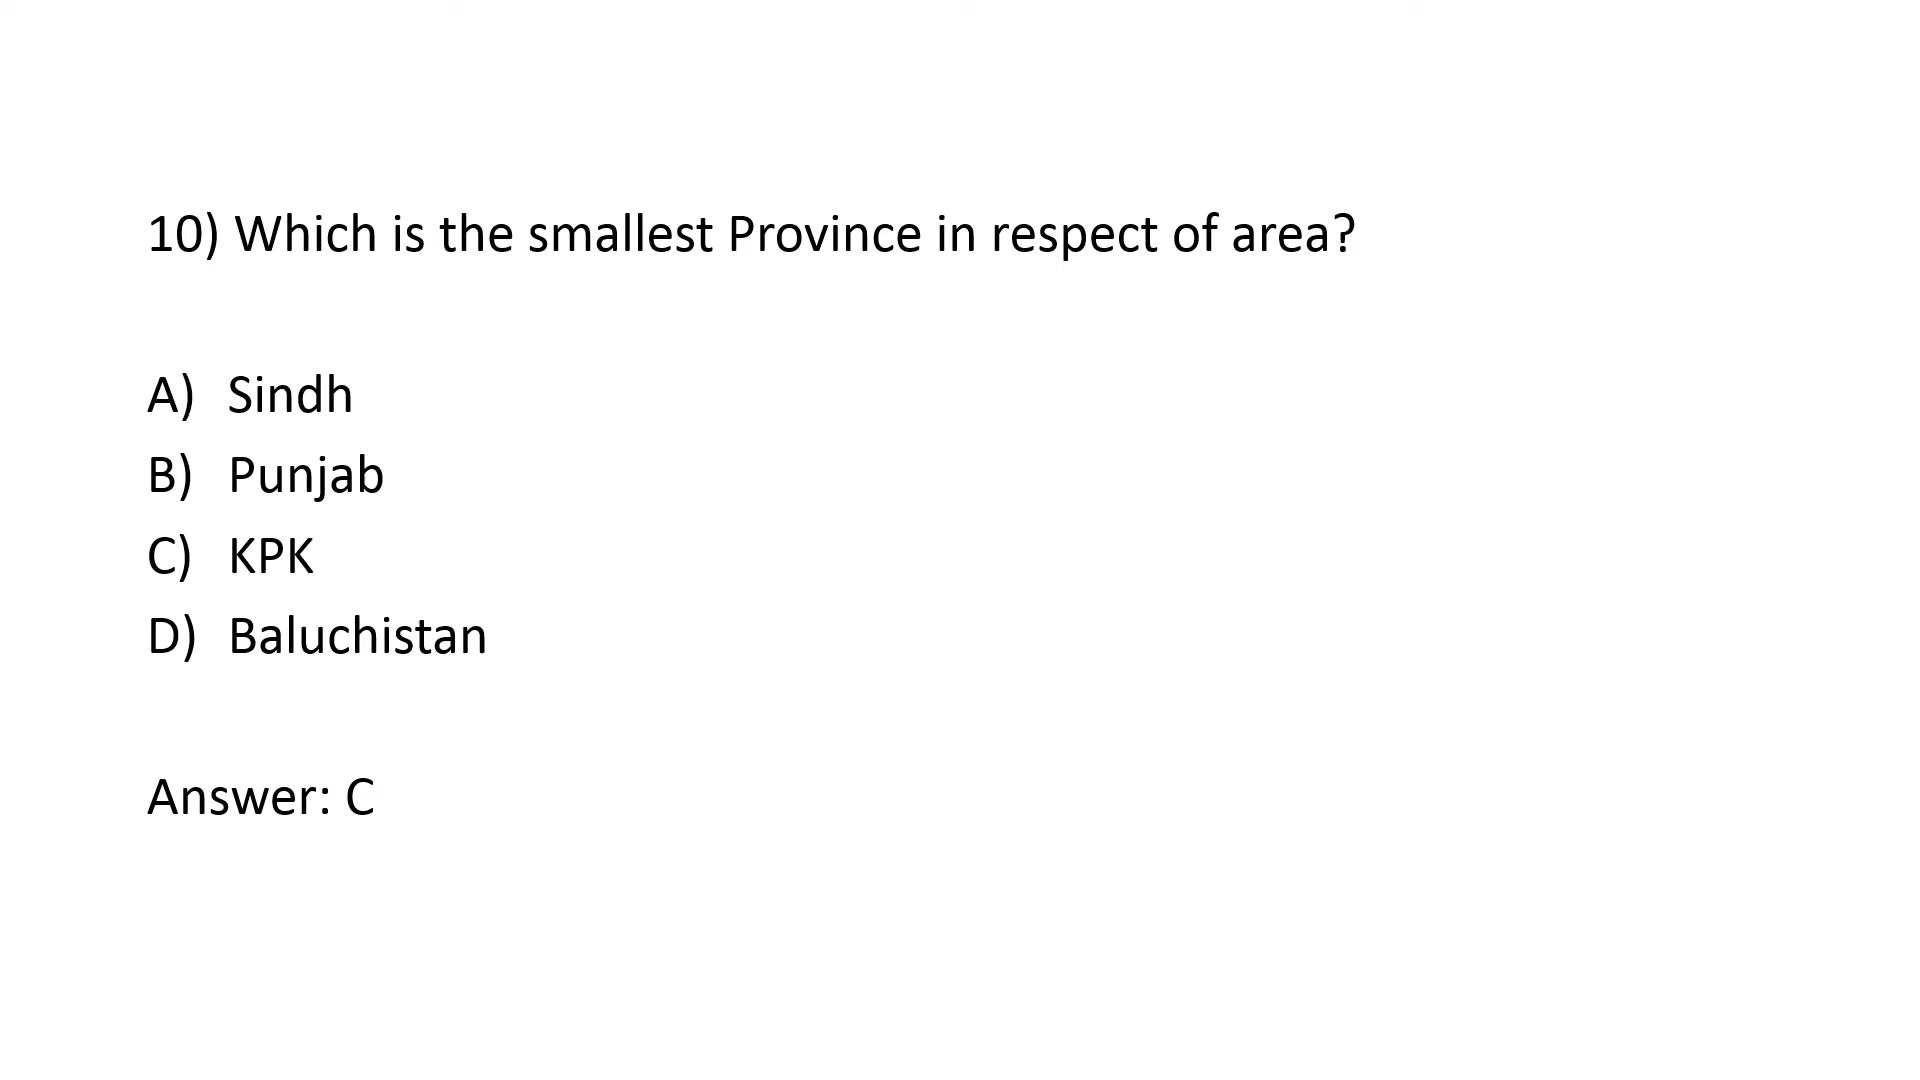 10) Which is the smallest Province in respect of area?
A) Sindh
B) Punjab
C) KPK
D) Baluchistan
Answer: C